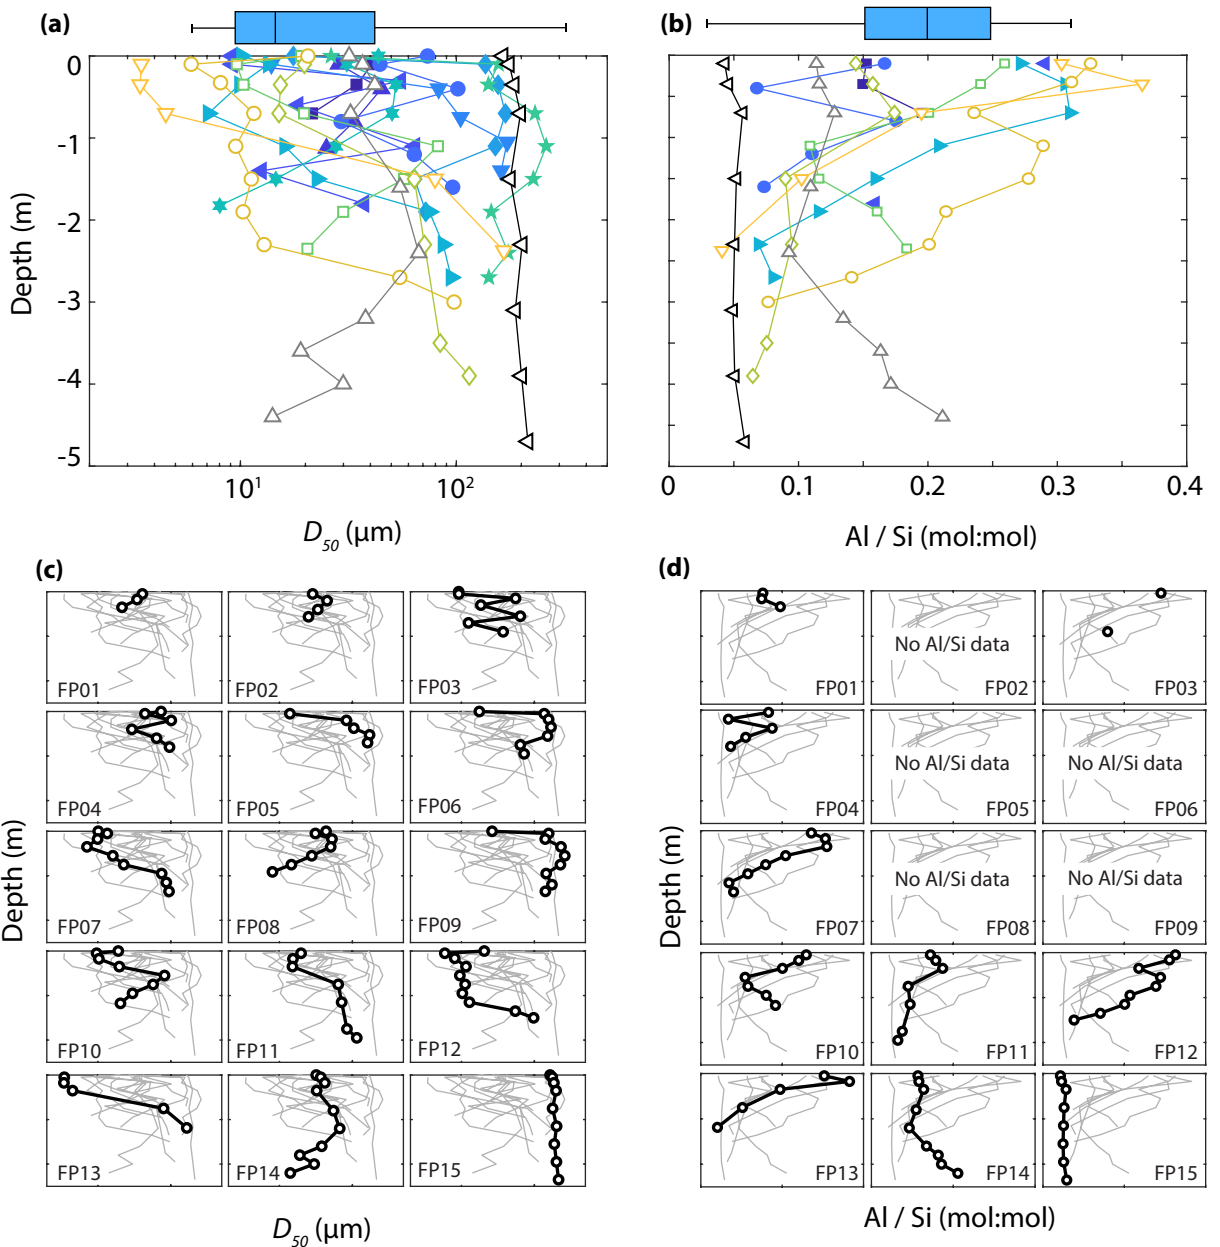 (a)
(b)
0
-1
-2
-3
-4
-5
Depth (m)
10¹
10²
D₅₀ (μm)
0
0.1
0.2
0.3
0.4
Al / Si (mol:mol)
(c)
FP01
FP02
FP03
FP04
FP05
FP06
FP07
FP08
FP09
FP10
FP11
FP12
FP13
FP14
FP15
Depth (m)
D₅₀ (μm)
(d)
FP01
No Al/Si data
FP02
FP03
FP04
No Al/Si data
FP05
No Al/Si data
FP06
FP07
No Al/Si data
FP08
No Al/Si data
FP09
FP10
FP11
FP12
FP13
FP14
FP15
Depth (m)
Al / Si (mol:mol)